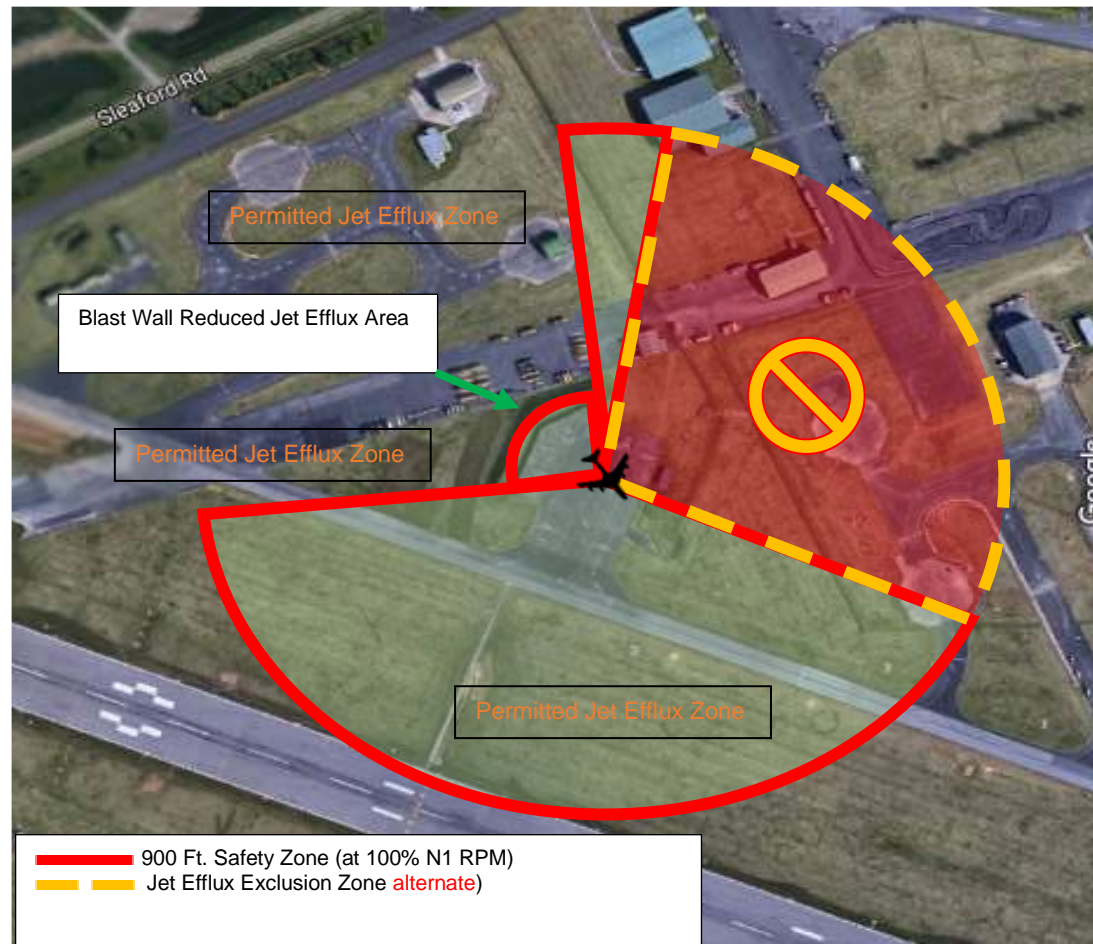 Sleaford Rd
Permitted Jet Efflux Zone
Blast Wall Reduced Jet Efflux Area
Permitted Jet Efflux Zone
Google
Permitted Jet Efflux Zone
900 Ft. Safety Zone (at 100% N1 RPM)
Jet Efflux Exclusion Zone alternate)